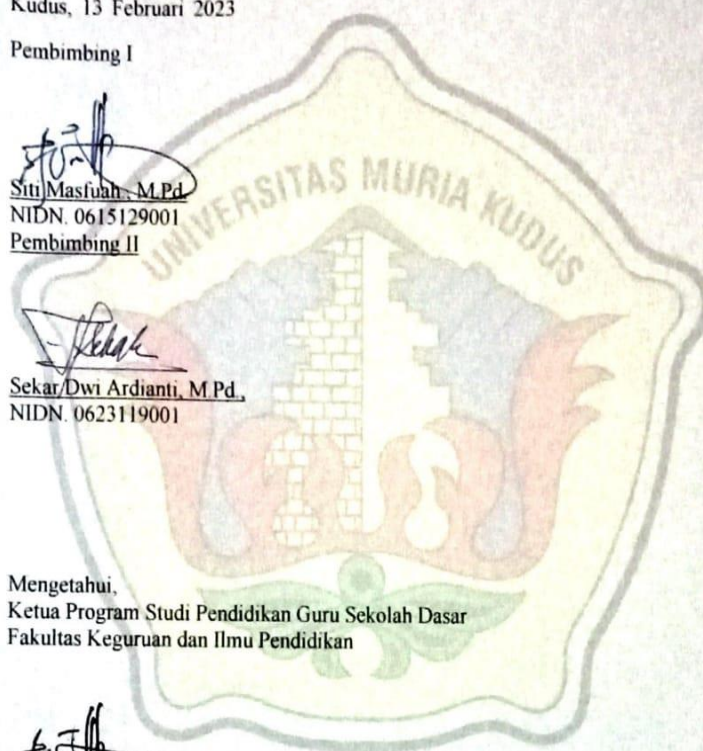 Kudus, 13 Februari 2023
Pembimbing I
Siti Masfuah, M.Pd
NIDN. 0615129001
Pembimbing II
Sekar Dwi Ardianti, M.Pd.,
NIDN. 0623119001
UNIVERSITAS MURIA KUDUS
Mengetahui,
Ketua Program Studi Pendidikan Guru Sekolah Dasar
Fakultas Keguruan dan Ilmu Pendidikan